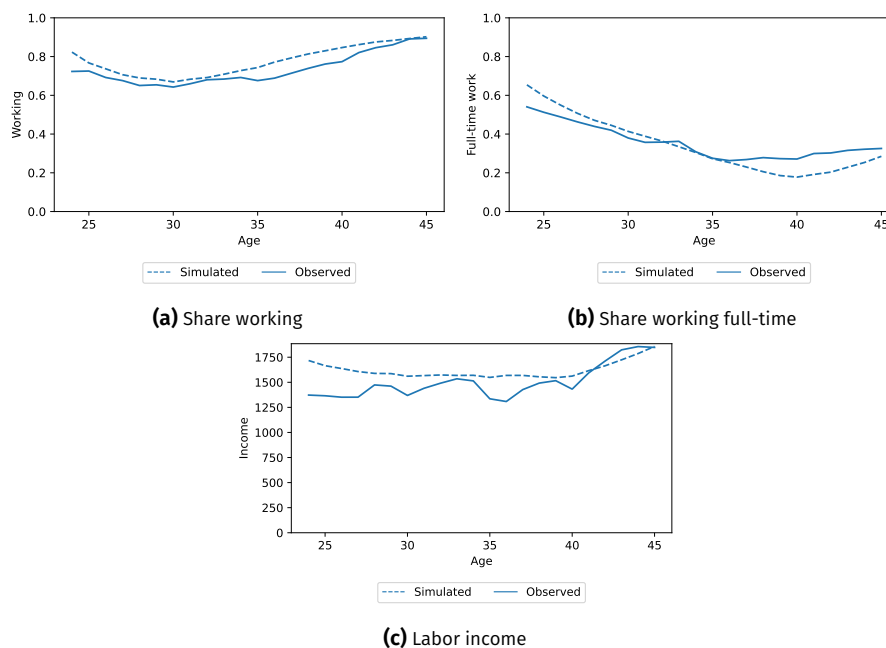 1.0
0.8
0.6
0.4
0.2
0.0
Working
25 30 35 40 45
Age
Simulated Observed
(a) Share working
1.0
0.8
0.6
0.4
0.2
0.0
Full-time work
25 30 35 40 45
Age
Simulated Observed
(b) Share working full-time
1750
1500
1250
1000
750
500
250
0
Income
25 30 35 40 45
Age
Simulated Observed
(c) Labor income